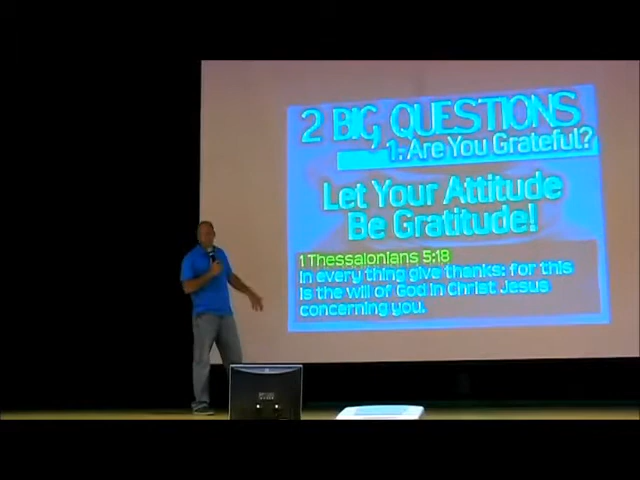 2 BIG, QUESTIONS
1. Are You Grateful?
Let Your Attitude
Be Gratitude!
1 Thessalonians 5:18
In every thing give thanks: for this
is the will of God in Christ Jesus
concerning you.